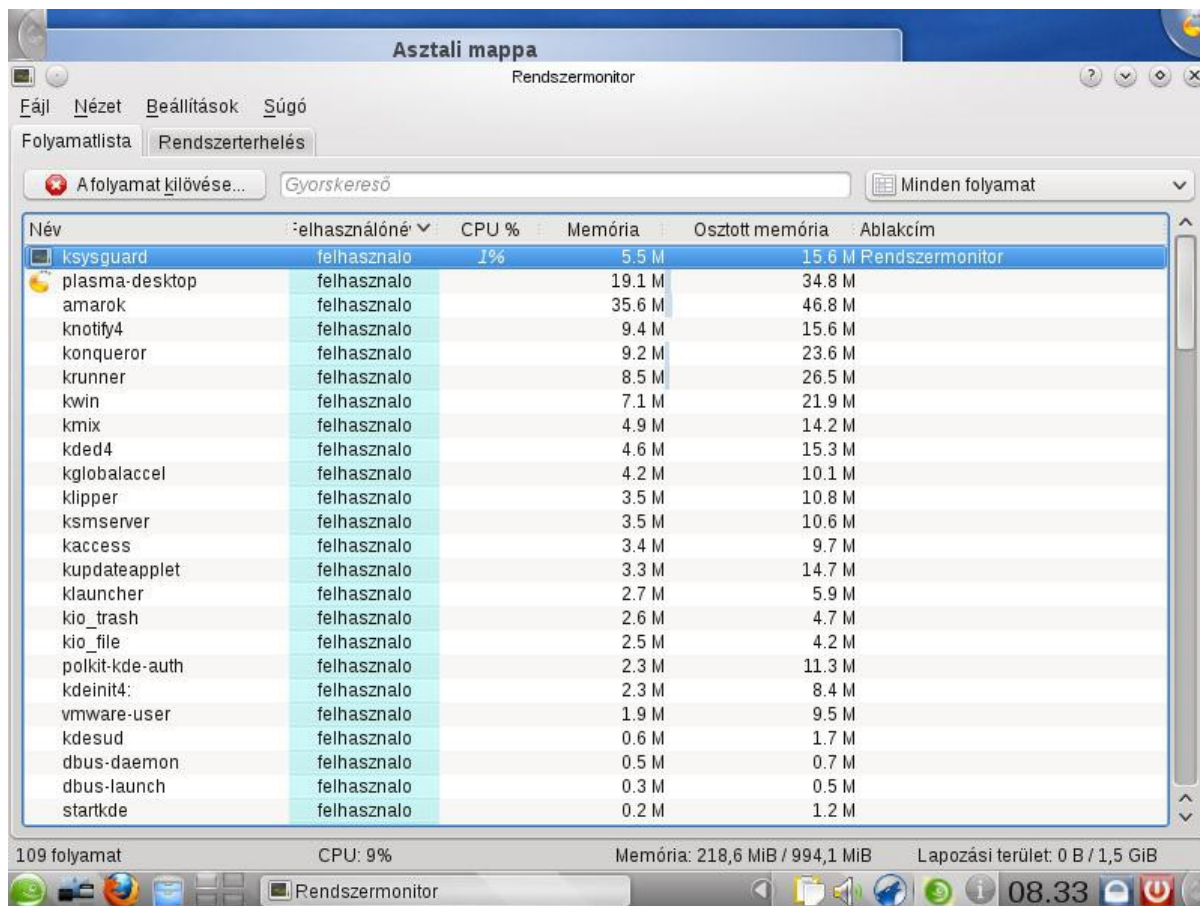 Asztali mappa
Rendszermonitor
Fájl Nézet Beállítások Súgó
Folyamatlista Rendszerterhelés
A folyamat kilövése... Gyorskereső Minden folyamat
Név Felhasználóné CPU % Memória Osztott memória Ablakcím
ksysguard felhasznalo 1% 5.5 M 15.6 M Rendszermonitor
plasma-desktop felhasznalo 19.1 M 34.8 M
amarok felhasznalo 35.6 M 46.8 M
knotify4 felhasznalo 9.4 M 15.6 M
konqueror felhasznalo 9.2 M 23.6 M
krunner felhasznalo 8.5 M 26.5 M
kwin felhasznalo 7.1 M 21.9 M
kmix felhasznalo 4.9 M 14.2 M
kded4 felhasznalo 4.6 M 15.3 M
kglobalaccel felhasznalo 4.2 M 10.1 M
klipper felhasznalo 3.5 M 10.8 M
ksmserver felhasznalo 3.5 M 10.6 M
kaccess felhasznalo 3.4 M 9.7 M
kupdateapplet felhasznalo 3.3 M 14.7 M
klauncher felhasznalo 2.7 M 5.9 M
kio_trash felhasznalo 2.6 M 4.7 M
kio_file felhasznalo 2.5 M 4.2 M
polkit-kde-auth felhasznalo 2.3 M 11.3 M
kdeinit4: felhasznalo 2.3 M 8.4 M
vmware-user felhasznalo 1.9 M 9.5 M
kdesud felhasznalo 0.6 M 1.7 M
dbus-daemon felhasznalo 0.5 M 0.7 M
dbus-launch felhasznalo 0.3 M 0.5 M
startkde felhasznalo 0.2 M 1.2 M
109 folyamat CPU: 9% Memória: 218,6 MiB / 994,1 MiB Lapozási terület: 0 B / 1,5 GiB
Rendszermonitor 08.33